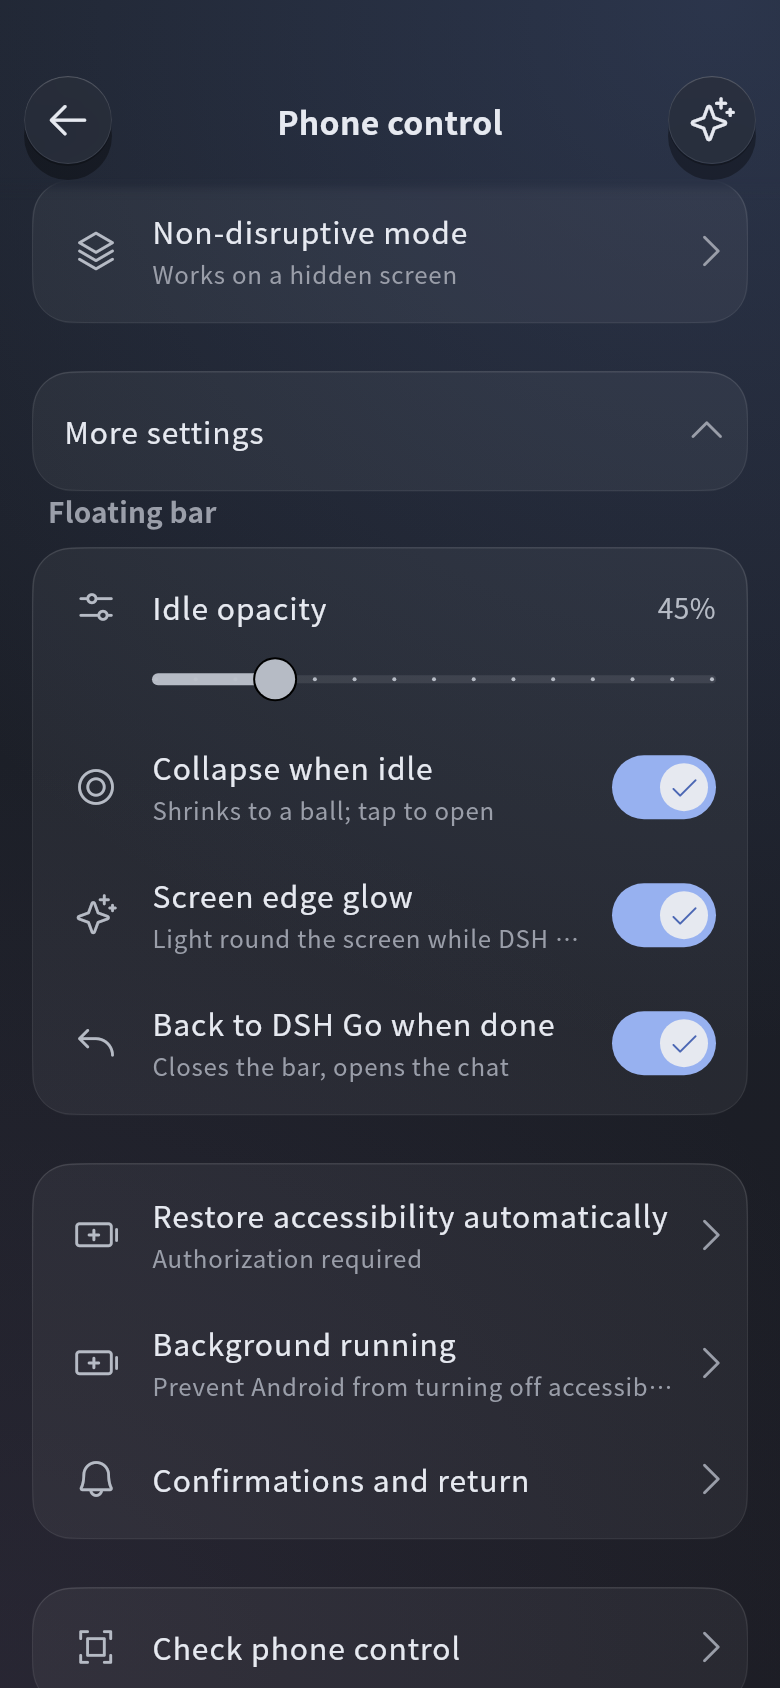 Phone control
Non-disruptive mode
Works on a hidden screen
More settings
Floating bar
Idle opacity
45%
Collapse when idle
Shrinks to a ball; tap to open
Screen edge glow
Light round the screen while DSH ···
Back to DSH Go when done
Closes the bar, opens the chat
Restore accessibility automatically
Authorization required
Background running
Prevent Android from turning off accessib···
Confirmations and return
Check phone control